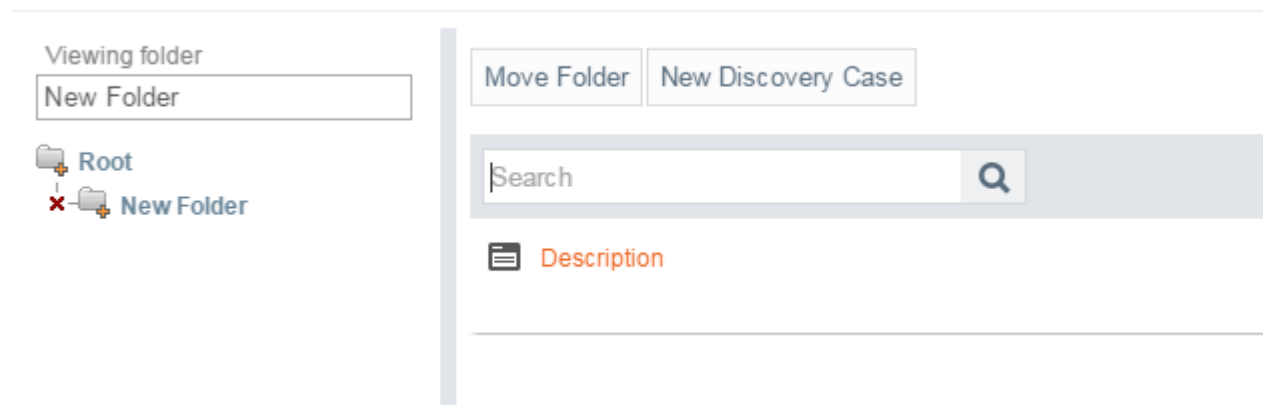 Viewing folder
New Folder
Root
New Folder
Move Folder New Discovery Case
Search
Description